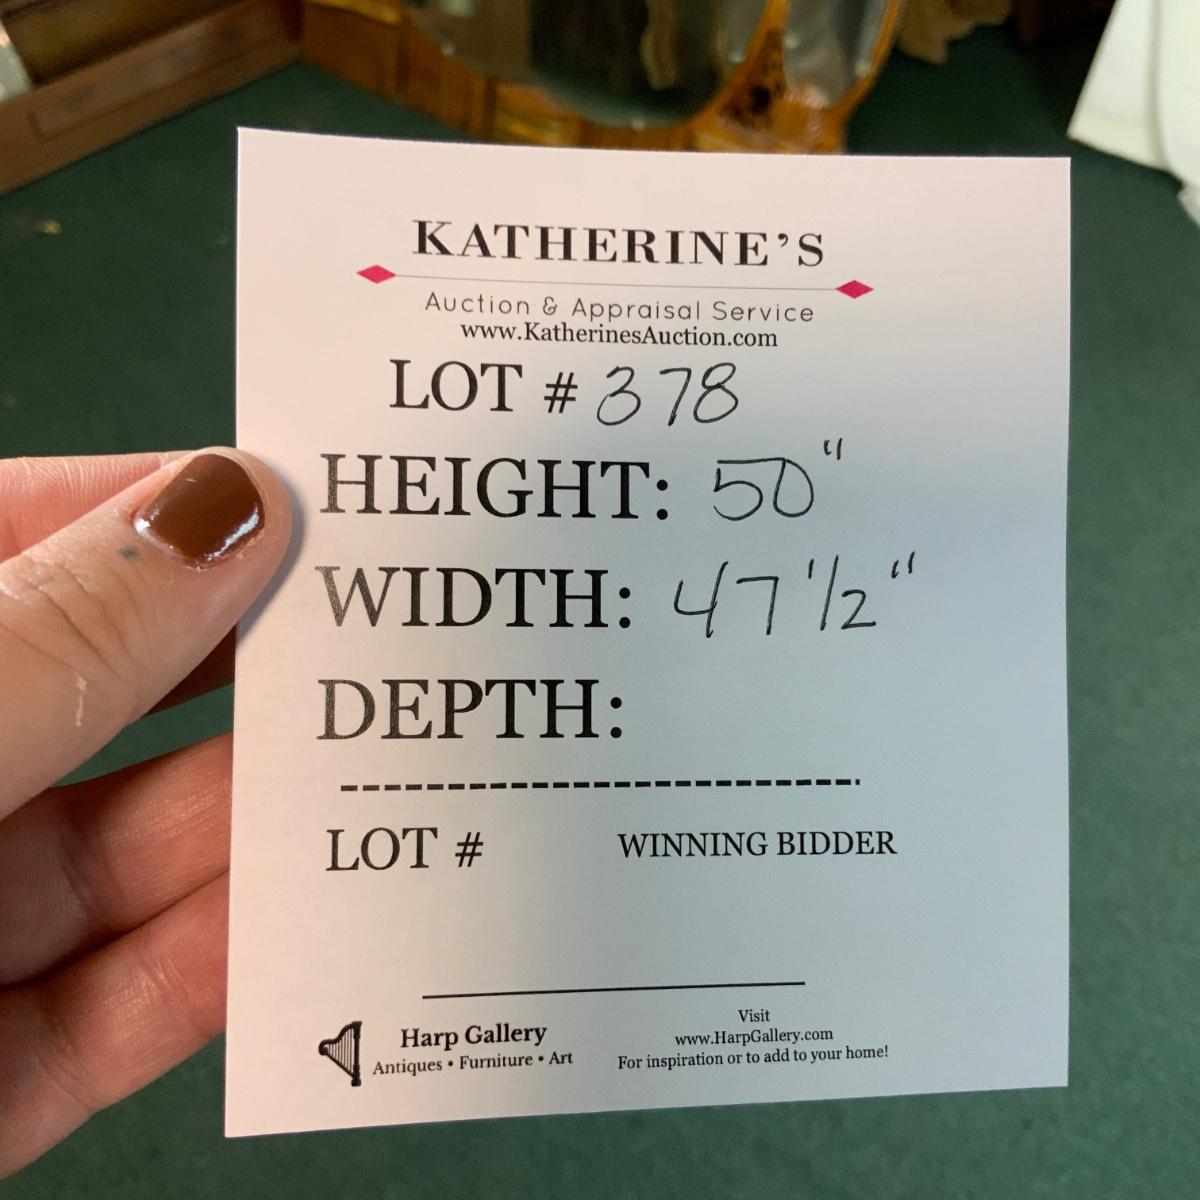 KATHERINE'S
Auction & Appraisal Service
www.KatherinesAuction.com
LOT # 378
HEIGHT: 50"
WIDTH: 47 1/2"
DEPTH:
LOT # WINNING BIDDER
Harp Gallery
Antiques • Furniture • Art
Visit
www.HarpGallery.com
For inspiration or to add to your home!